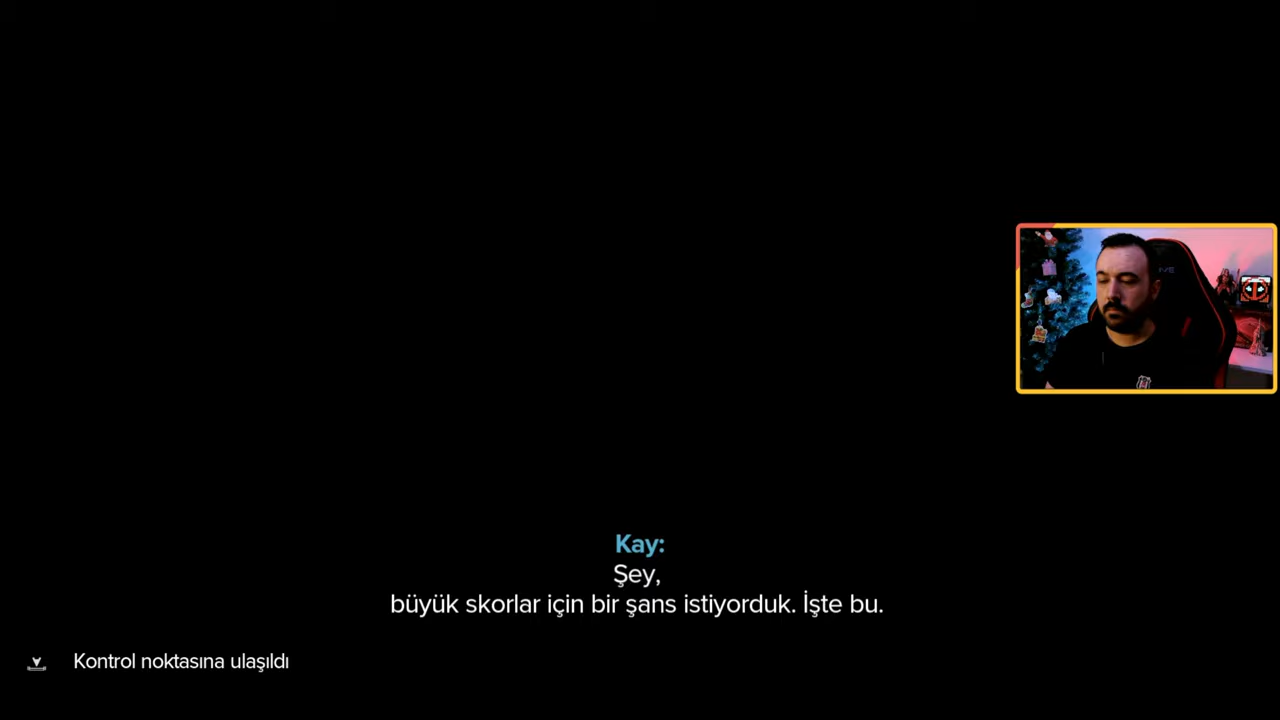 Kay:
Şey,
büyük skorlar için bir şans istiyorduk. İşte bu.
Kontrol noktasına ulaşıldı